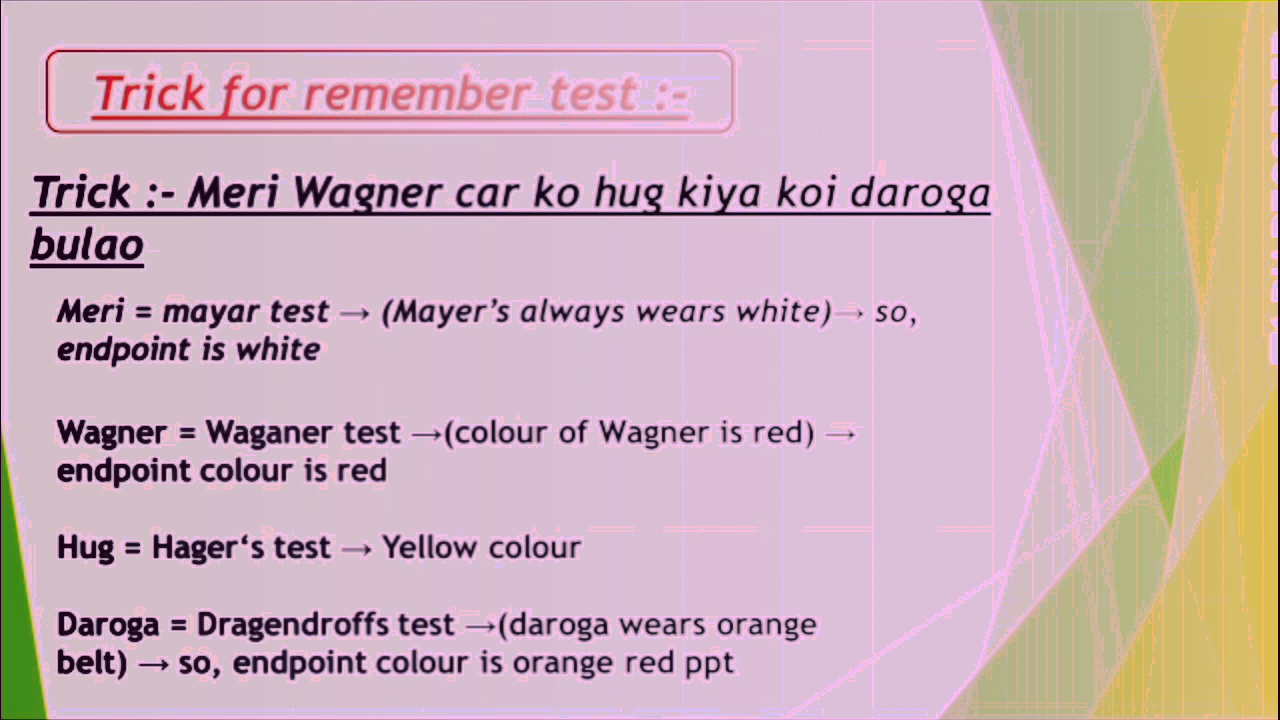 Trick for remember test :-
Trick :- Meri Wagner car ko hug kiya koi daroga
bulao
Meri = mayar test → (Mayer’s always wears white)→ so,
endpoint is white
Wagner = Waganer test →(colour of Wagner is red) →
endpoint colour is red
Hug = Hager‘s test → Yellow colour
Daroga = Dragendroffs test →(daroga wears orange
belt) → so, endpoint colour is orange red ppt